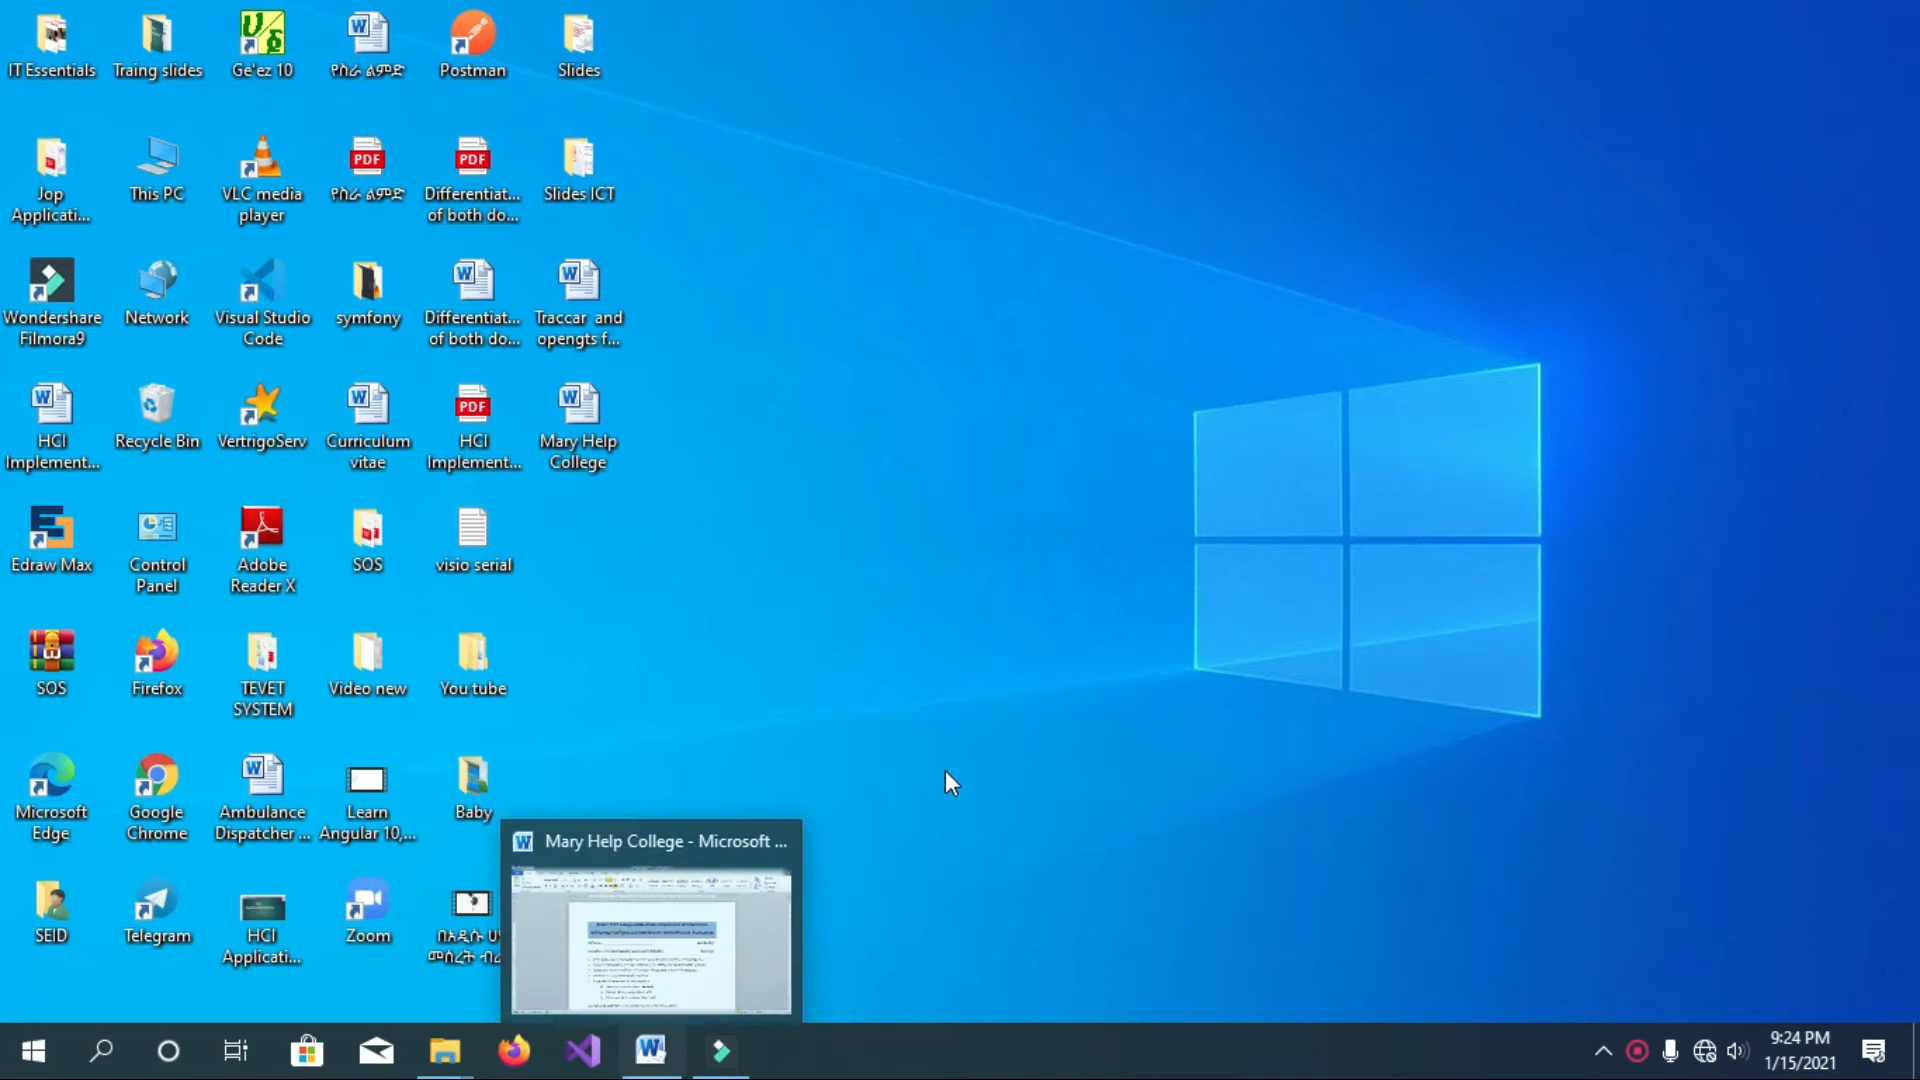 IT Essentials
Traing slides
Ge'ez 10
የስራ ልምድ
Postman
Slides
Jop
Applicati...
This PC
VLC media
player
የስራ ልምድ
Differentiat...
of both do...
Slides ICT
Wondershare
Filmora9
Network
Visual Studio
Code
symfony
Differentiat...
of both do...
Traccar and
opengts f...
HCI
Implement...
Recycle Bin
VertrigoServ
Curriculum
vitae
HCI
Implement...
Mary Help
College
Edraw Max
Control
Panel
Adobe
Reader X
SOS
visio serial
SOS
Firefox
TEVET
SYSTEM
Video new
You tube
Microsoft
Edge
Google
Chrome
Ambulance
Dispatcher ...
Learn
Angular 10,...
Baby
Mary Help College - Microsoft ...
SEID
Telegram
HCI
Applicati...
Zoom
በአዲሱ
መሰረት
9:24 PM
1/15/2021